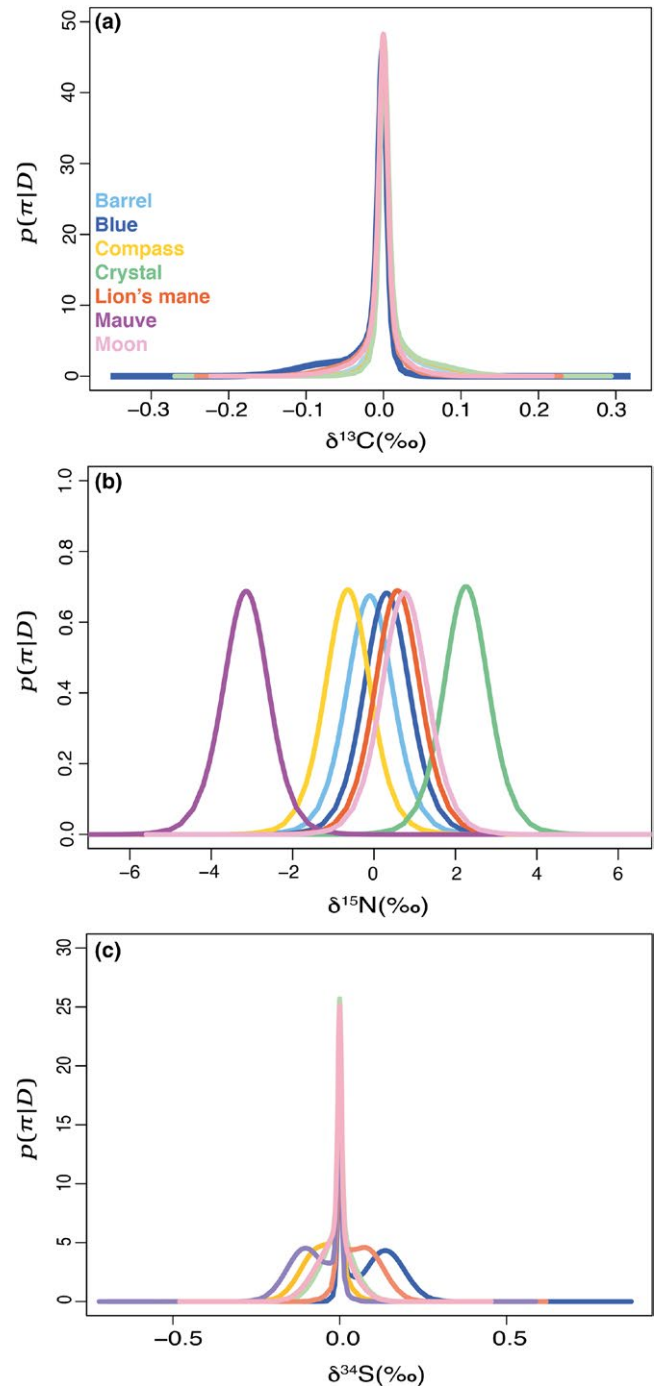 (a)
50
40
30
20
10
0
p(π|D)
Barrel
Blue
Compass
Crystal
Lion's mane
Mauve
Moon
−0.3 −0.2 −0.1 0.0 0.1 0.2 0.3
δ¹³C(‰)
(b)
1.0
0.8
0.6
0.4
0.2
0.0
p(π|D)
−6 −4 −2 0 2 4 6
δ¹⁵N(‰)
(c)
30
25
20
15
10
5
0
p(π|D)
−0.5 0.0 0.5
δ³⁴S(‰)